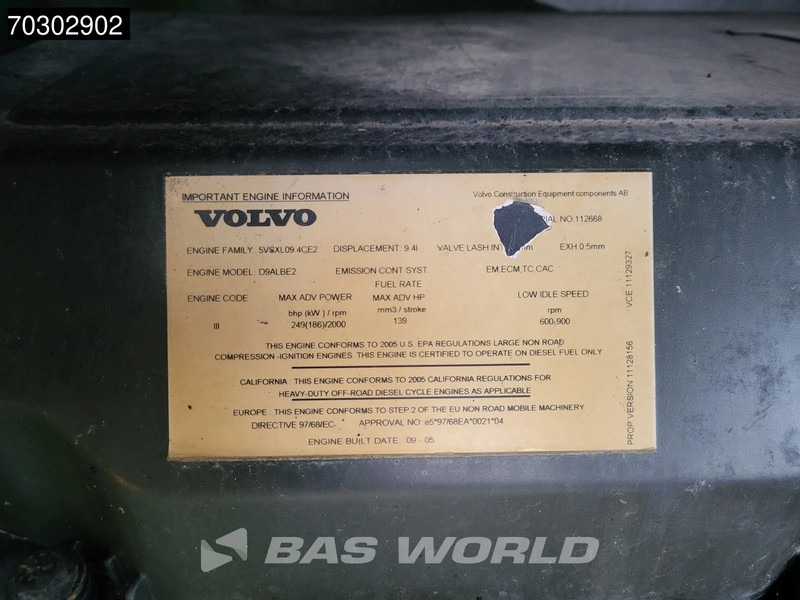 70302902
IMPORTANT ENGINE INFORMATION
Volvo Construction Equipment components AB
VOLVO
NO.112668
ENGINE FAMILY: DISPLACEMENT: 9.4l VALVE LASH EXH 0.5mm
ENGINE MODEL: D9ALBE2 EMISSION CONT SYST EM.ECM,TC,CAC
FUEL RATE
ENGINE CODE MAX ADV POWER MAX ADV HP LOW IDLE SPEED
bhp (kW) / rpm mm3 / stroke rpm
III 249(186)/2000 139 600-900
THIS ENGINE CONFORMS TO 2005 U.S. EPA REGULATIONS LARGE NON ROAD
COMPRESSION -IGNITION ENGINES. THIS ENGINE IS CERTIFIED TO OPERATE ON DIESEL FUEL ONLY
CALIFORNIA : THIS ENGINE CONFORMS TO 2005 CALIFORNIA REGULATIONS FOR
HEAVY-DUTY OFF-ROAD DIESEL CYCLE ENGINES AS APPLICABLE
EUROPE : THIS ENGINE CONFORMS TO STEP 2 OF THE EU NON ROAD MOBILE MACHINERY
DIRECTIVE 97/68/EC. APPROVAL NO: e5*97/68EA*0021*04
ENGINE BUILT DATE: 09 - 05
PROP VERSION 11128156 VCE 11129327
BAS WORLD